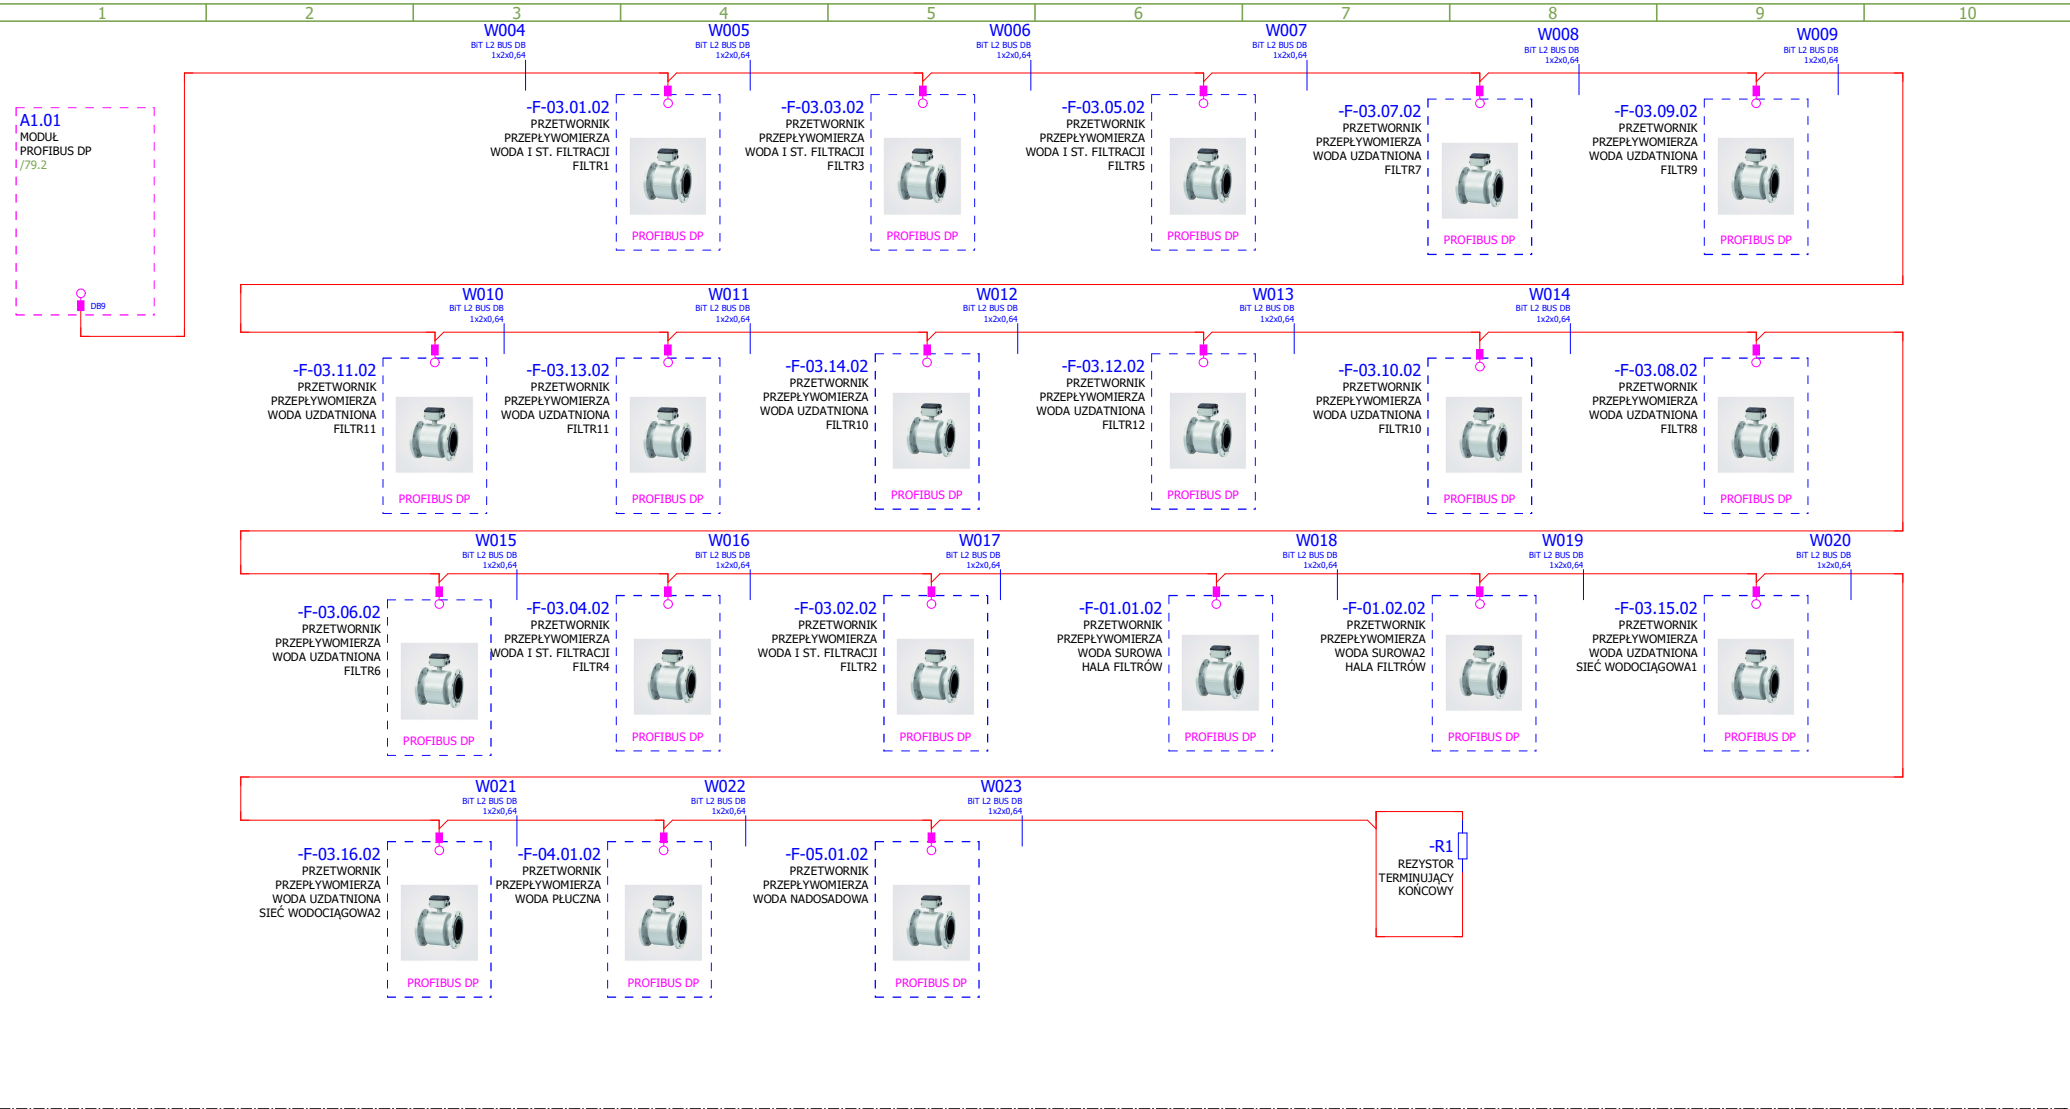 1 2 3 4 5 6 7 8 9 10
W004
BiT L2 BUS DB
1x2x0,64
W005
BiT L2 BUS DB
1x2x0,64
W006
BiT L2 BUS DB
1x2x0,64
W007
BiT L2 BUS DB
1x2x0,64
W008
BiT L2 BUS DB
1x2x0,64
W009
BiT L2 BUS DB
1x2x0,64
A1.01
MODUŁ
PROFIBUS DP
/79.2
DB9
-F-03.01.02
PRZETWORNIK
PRZEPŁYWOMIERZA
WODA I ST. FILTRACJI
FILTR1
PROFIBUS DP
-F-03.03.02
PRZETWORNIK
PRZEPŁYWOMIERZA
WODA I ST. FILTRACJI
FILTR3
PROFIBUS DP
-F-03.05.02
PRZETWORNIK
PRZEPŁYWOMIERZA
WODA I ST. FILTRACJI
FILTR5
PROFIBUS DP
-F-03.07.02
PRZETWORNIK
PRZEPŁYWOMIERZA
WODA UZDATNIONA
FILTR7
PROFIBUS DP
-F-03.09.02
PRZETWORNIK
PRZEPŁYWOMIERZA
WODA UZDATNIONA
FILTR9
PROFIBUS DP
W010
BiT L2 BUS DB
1x2x0,64
W011
BiT L2 BUS DB
1x2x0,64
W012
BiT L2 BUS DB
1x2x0,64
W013
BiT L2 BUS DB
1x2x0,64
W014
BiT L2 BUS DB
1x2x0,64
-F-03.11.02
PRZETWORNIK
PRZEPŁYWOMIERZA
WODA UZDATNIONA
FILTR11
PROFIBUS DP
-F-03.13.02
PRZETWORNIK
PRZEPŁYWOMIERZA
WODA UZDATNIONA
FILTR11
PROFIBUS DP
-F-03.14.02
PRZETWORNIK
PRZEPŁYWOMIERZA
WODA UZDATNIONA
FILTR10
PROFIBUS DP
-F-03.12.02
PRZETWORNIK
PRZEPŁYWOMIERZA
WODA UZDATNIONA
FILTR12
PROFIBUS DP
-F-03.10.02
PRZETWORNIK
PRZEPŁYWOMIERZA
WODA UZDATNIONA
FILTR10
PROFIBUS DP
-F-03.08.02
PRZETWORNIK
PRZEPŁYWOMIERZA
WODA UZDATNIONA
FILTR8
PROFIBUS DP
W015
BiT L2 BUS DB
1x2x0,64
W016
BiT L2 BUS DB
1x2x0,64
W017
BiT L2 BUS DB
1x2x0,64
W018
BiT L2 BUS DB
1x2x0,64
W019
BiT L2 BUS DB
1x2x0,64
W020
BiT L2 BUS DB
1x2x0,64
-F-03.06.02
PRZETWORNIK
PRZEPŁYWOMIERZA
WODA UZDATNIONA
FILTR6
PROFIBUS DP
-F-03.04.02
PRZETWORNIK
PRZEPŁYWOMIERZA
WODA I ST. FILTRACJI
FILTR4
PROFIBUS DP
-F-03.02.02
PRZETWORNIK
PRZEPŁYWOMIERZA
WODA I ST. FILTRACJI
FILTR2
PROFIBUS DP
-F-01.01.02
PRZETWORNIK
PRZEPŁYWOMIERZA
WODA SUROWA
HALA FILTRÓW
PROFIBUS DP
-F-01.02.02
PRZETWORNIK
PRZEPŁYWOMIERZA
WODA SUROWA2
HALA FILTRÓW
PROFIBUS DP
-F-03.15.02
PRZETWORNIK
PRZEPŁYWOMIERZA
WODA UZDATNIONA
SIEĆ WODOCIĄGOWA1
PROFIBUS DP
W021
BiT L2 BUS DB
1x2x0,64
W022
BiT L2 BUS DB
1x2x0,64
W023
BiT L2 BUS DB
1x2x0,64
-F-03.16.02
PRZETWORNIK
PRZEPŁYWOMIERZA
WODA UZDATNIONA
SIEĆ WODOCIĄGOWA2
PROFIBUS DP
-F-04.01.02
PRZETWORNIK
PRZEPŁYWOMIERZA
WODA PŁUCZNA
PROFIBUS DP
-F-05.01.02
PRZETWORNIK
PRZEPŁYWOMIERZA
WODA NADOSADOWA
PROFIBUS DP
-R1
REZYSTOR
TERMINUJĄCY
KOŃCOWY